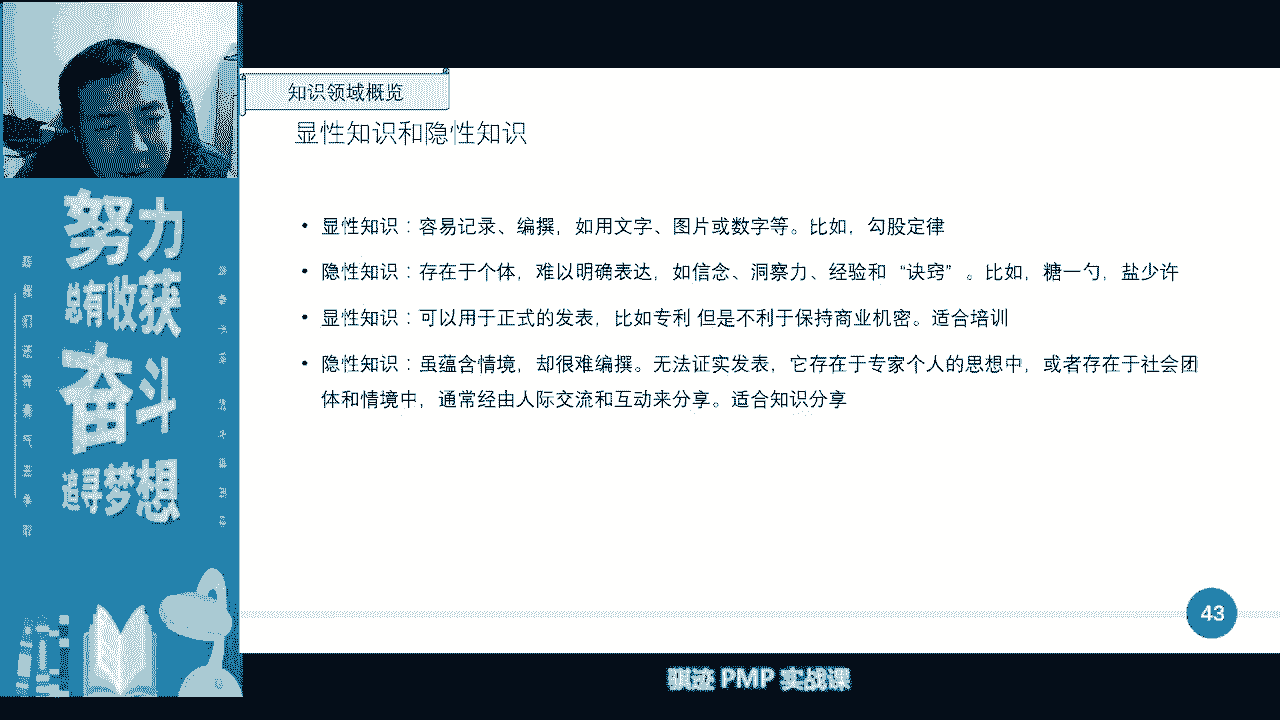 知识领域概览
显性知识和隐性知识
• 显性知识：容易记录、编撰，如用文字、图片或数字等。比如，勾股定律
• 隐性知识：存在于个体，难以明确表达，如信念、洞察力、经验和“诀窍”。比如，糖一勺，盐少许
• 显性知识：可以用于正式的发表，比如专利 但是不利于保持商业机密。适合培训
• 隐性知识：虽蕴含情境，却很难编撰。无法证实发表，它存在于专家个人的思想中，或者存在于社会团
体和情境中，通常经由人际交流和互动来分享。适合知识分享
努力
总有收获
奋斗
追寻梦想
43
骐迹 PMP 实战课